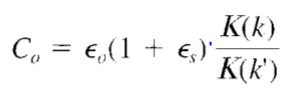 C_o = ϵ_o(1 + ϵ_s)·K(k)/K(k')